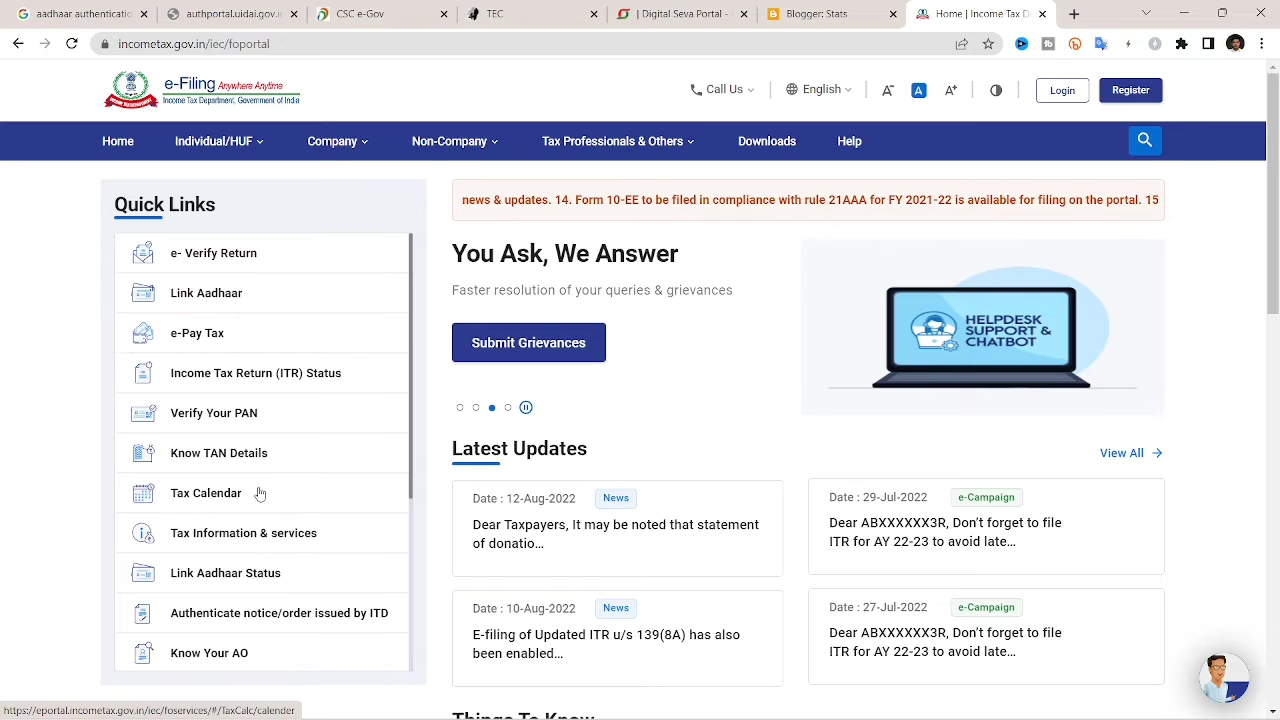 aadhar portal -
authbuildaidgov.in
CSC e-Gov
TEC
| Digital Seva Portal -
Blogger: Stats
Home | Income Tax D
incometax.gov.in/iec/foportal
e-Filing Anywhere Anytime
Income Tax Department, Government of India
Call Us
English
A-
A
A+
Login
Register
Home
Individual/HUF
Company
Non-Company
Tax Professionals & Others
Downloads
Help
Quick Links
e- Verify Return
Link Aadhaar
e-Pay Tax
Income Tax Return (ITR) Status
Verify Your PAN
Know TAN Details
Tax Calendar
Tax Information & services
Link Aadhaar Status
Authenticate notice/order issued by ITD
Know Your AO
news & updates. 14. Form 10-EE to be filed in compliance with rule 21AAA for FY 2021-22 is available for filing on the portal. 15
You Ask, We Answer
Faster resolution of your queries & grievances
Submit Grievances
HELPDESK
SUPPORT &
CHATBOT
Latest Updates
View All
Date : 12-Aug-2022 News
Dear Taxpayers, It may be noted that statement
of donatio...
Date : 29-Jul-2022 e-Campaign
Dear ABXXXXXX3R, Don't forget to file
ITR for AY 22-23 to avoid late...
Date : 10-Aug-2022 News
E-filing of Updated ITR u/s 139(8A) has also
been enabled...
Date : 27-Jul-2022 e-Campaign
Dear ABXXXXXX3R, Don't forget to file
ITR for AY 22-23 to avoid late...
Things To Know
https://eportal.incometax.gov.in/iec/foservices/#/TaxCalc/calender